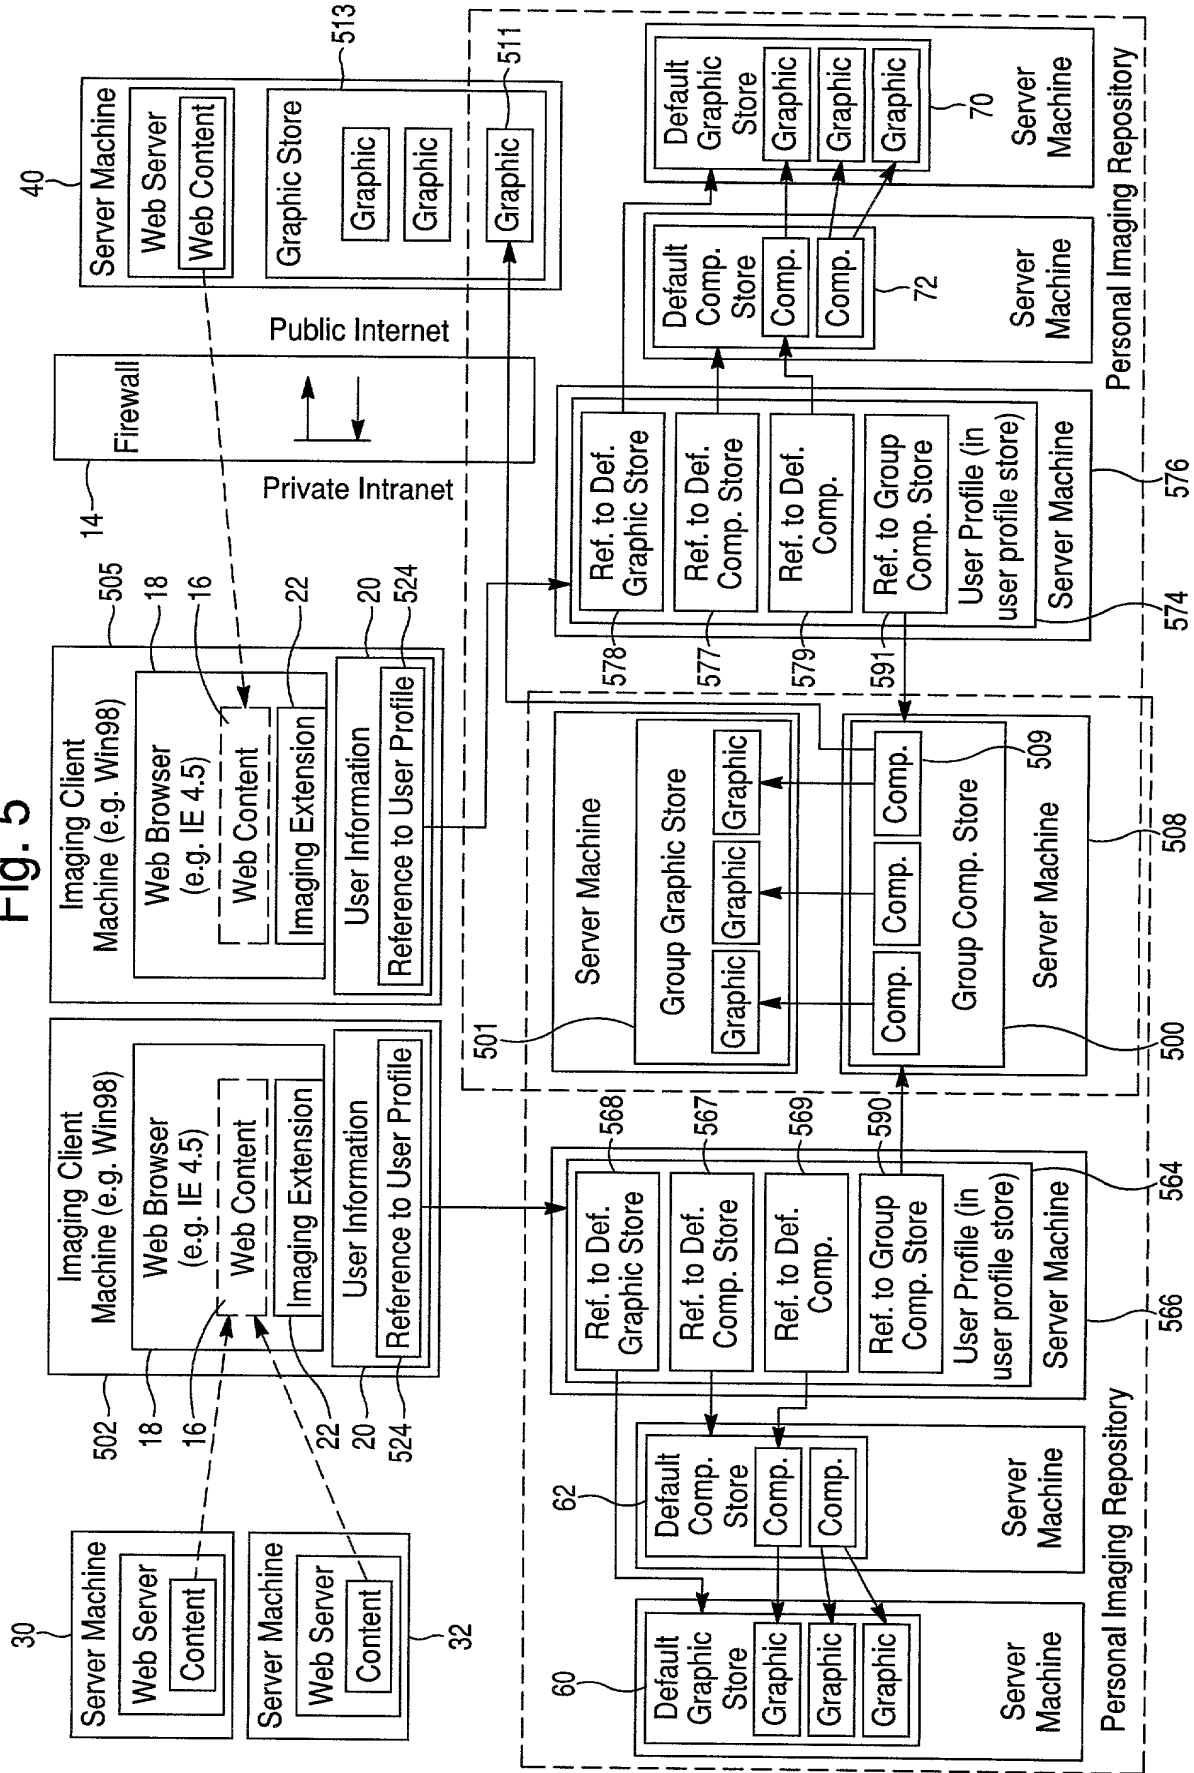 Fig. 5
30
Server Machine
Web Server
Content
Server Machine
Web Server
Content
32
Imaging Client
Machine (e.g. Win98)
Web Browser
(e.g. IE 4.5)
Web Content
Imaging Extension
User Information
Reference to User Profile
502
18
16
22
20
524
Imaging Client
Machine (e.g. Win98)
Web Browser
(e.g. IE 4.5)
Web Content
Imaging Extension
User Information
Reference to User Profile
505
18
16
22
20
524
14
Firewall
Private Intranet
Public Internet
40
Server Machine
Web Server
Web Content
Graphic Store
Graphic
Graphic
Graphic
513
511
60
Default
Graphic
Store
Graphic
Graphic
Graphic
Server
Machine
62
Default
Comp.
Store
Comp.
Comp.
Server
Machine
Personal Imaging Repository
Ref. to Def.
Graphic Store
Ref. to Def.
Comp. Store
Ref. to Def.
Comp.
Ref. to Group
Comp. Store
User Profile (in
user profile store)
Server Machine
568
567
569
590
564
566
501
Server Machine
Group Graphic Store
Graphic
Graphic
Graphic
Comp.
Comp.
Comp.
Group Comp. Store
Server Machine
509
500
508
Ref. to Def.
Graphic Store
Ref. to Def.
Comp. Store
Ref. to Def.
Comp.
Ref. to Group
Comp. Store
User Profile (in
user profile store)
Server Machine
578
577
579
591
574
576
Default
Comp.
Store
Comp.
Comp.
72
Server
Machine
Default
Graphic
Store
Graphic
Graphic
Graphic
70
Server
Machine
Personal Imaging Repository